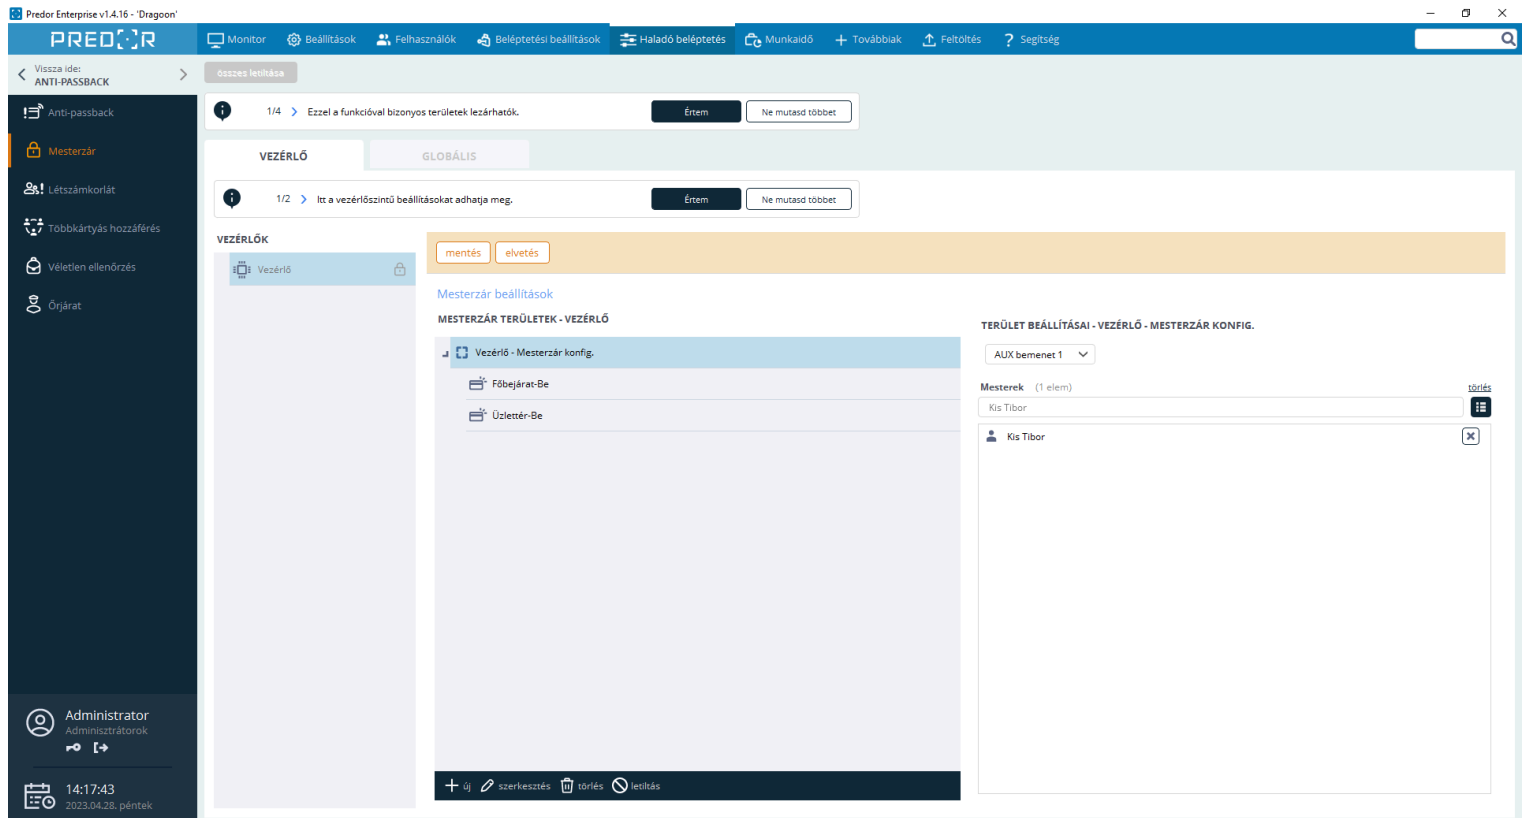 Predor Enterprise v1.4.16 - 'Dragoon'
PREDOR
Monitor
Beállítások
Felhasználók
Beléptetési beállítások
Haladó beléptetés
Munkaidő
Továbbiak
Feltöltés
Segítség
Vissza ide:
ANTI-PASSBACK
Anti-passback
Mesterzár
Létszámkorlát
Többkártyás hozzáférés
Véletlen ellenőrzés
Őrjárat
Administrator
Adminisztrátorok
14:17:43
2023.04.28. péntek
összes letiltása
1/4 Ezzel a funkcióval bizonyos területek lezárhatók.
Értem
Ne mutasd többet
VEZÉRLŐ
GLOBÁLIS
1/2 Itt a vezérlőszintű beállításokat adhatja meg.
Értem
Ne mutasd többet
VEZÉRLŐK
Vezérlő
mentés
elvetés
Mesterzár beállítások
MESTERZÁR TERÜLETEK - VEZÉRLŐ
Vezérlő - Mesterzár konfig.
Főbejárat-Be
Üzlettér-Be
új
szerkesztés
törlés
letiltás
TERÜLET BEÁLLÍTÁSAI - VEZÉRLŐ - MESTERZÁR KONFIG.
AUX bemenet 1
Mesterek (1 elem)
törlés
Kis Tibor
Kis Tibor